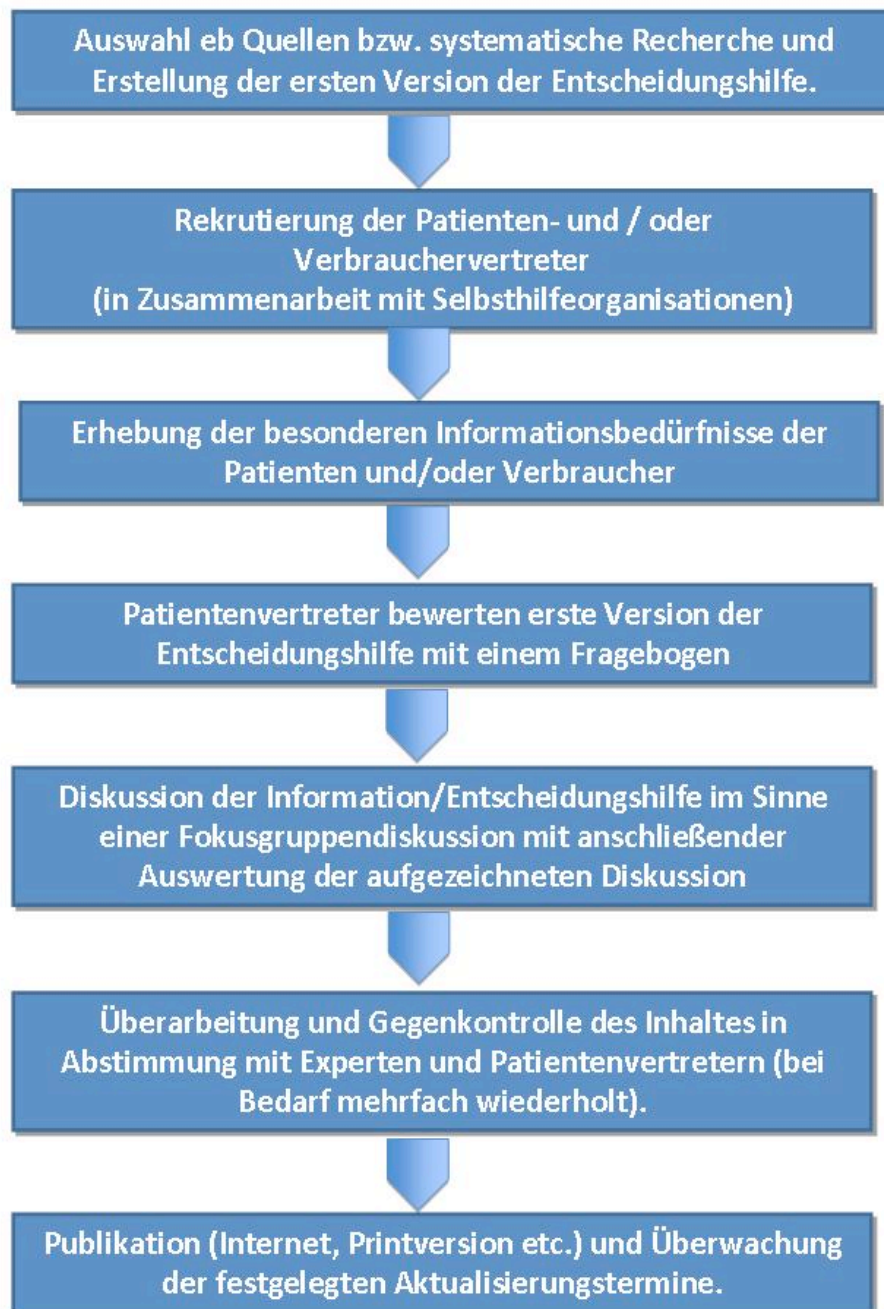 Auswahl eb Quellen bzw. systematische Recherche und
Erstellung der ersten Version der Entscheidungshilfe.
Rekrutierung der Patienten- und / oder
Verbrauchervertreter
(in Zusammenarbeit mit Selbsthilfeorganisationen)
Erhebung der besonderen Informationsbedürfnisse der
Patienten und/oder Verbraucher
Patientenvertreter bewerten erste Version der
Entscheidungshilfe mit einem Fragebogen
Diskussion der Information/Entscheidungshilfe im Sinne
einer Fokusgruppendiskussion mit anschließender
Auswertung der aufgezeichneten Diskussion
Überarbeitung und Gegenkontrolle des Inhaltes in
Abstimmung mit Experten und Patientenvertretern (bei
Bedarf mehrfach wiederholt).
Publikation (Internet, Printversion etc.) und Überwachung
der festgelegten Aktualisierungstermine.